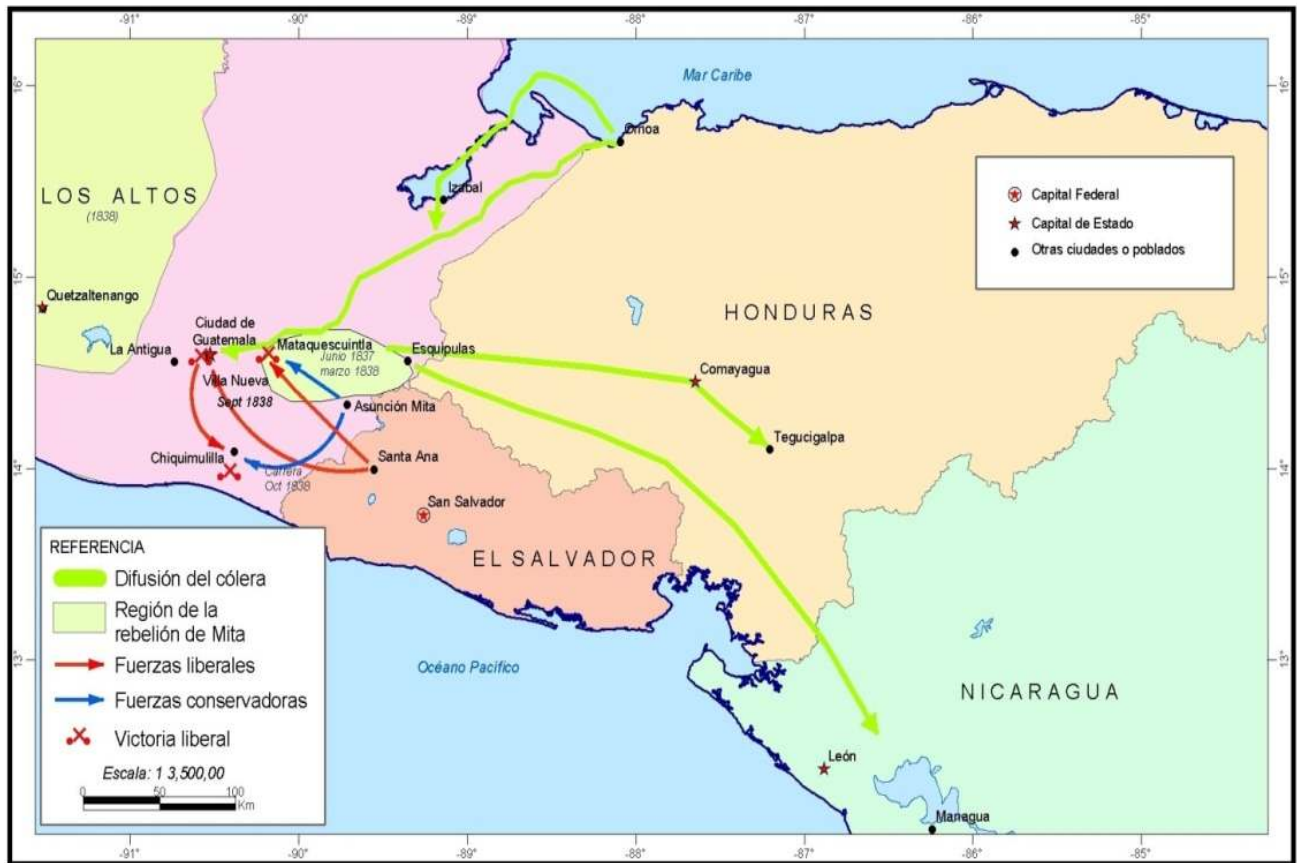 -91°
-90°
-89°
-88°
-87°
-86°
-85°
16°
16°
Mar Caribe
Omoa
Izabal
LOS ALTOS
(1838)
Capital Federal
Capital de Estado
Otras ciudades o poblados
15°
15°
Quetzaltenango
HONDURAS
Ciudad de
Guatemala
La Antigua
Mataquescuintla
Junio 1837
marzo 1838
Esquipulas
Villa Nueva
Sept 1838
Comayagua
Asunción Mita
Tegucigalpa
Chiquimulilla
Santa Ana
14°
14°
Carrera
Oct 1838
San Salvador
EL SALVADOR
REFERENCIA
Difusión del cólera
Región de la
rebelión de Mita
Fuerzas liberales
Fuerzas conservadoras
Victoria liberal
Escala: 1 3,500,00
0 50 100
Km
13°
13°
Océano Pacífico
NICARAGUA
León
Managua
-91°
-90°
-89°
-88°
-87°
-86°
-85°